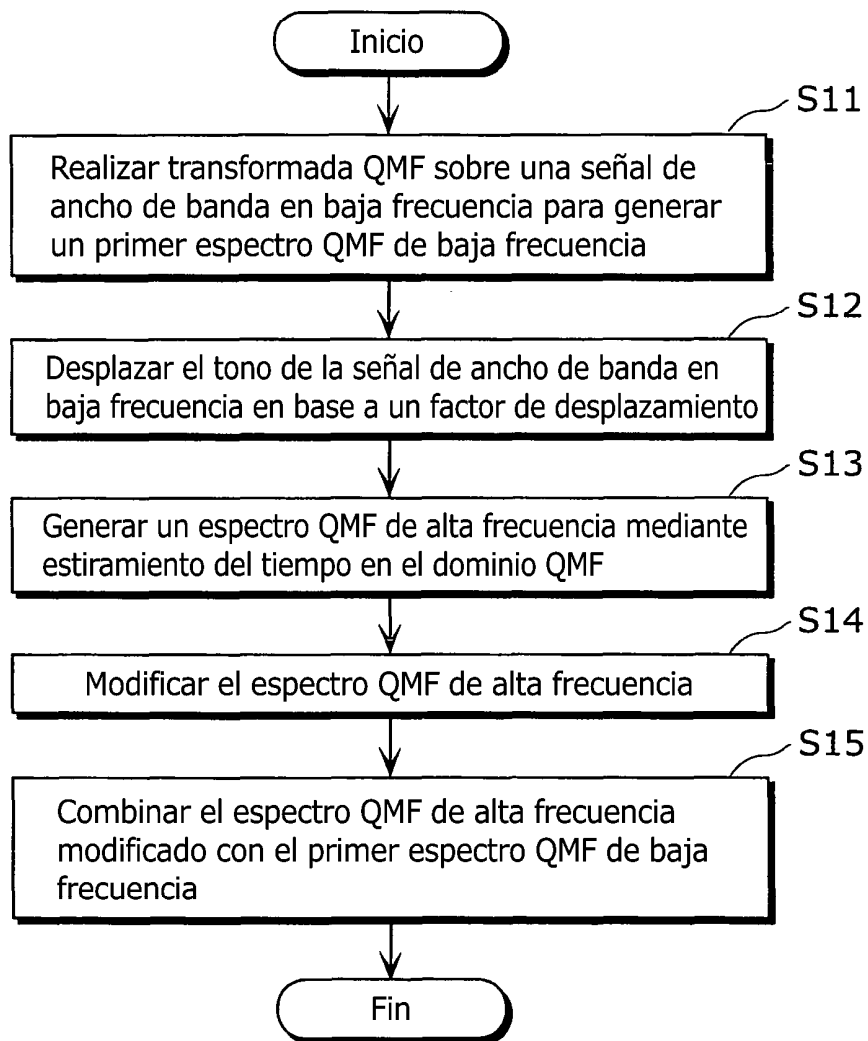 Inicio
S11
Realizar transformada QMF sobre una señal de
ancho de banda en baja frecuencia para generar
un primer espectro QMF de baja frecuencia
S12
Desplazar el tono de la señal de ancho de banda en
baja frecuencia en base a un factor de desplazamiento
S13
Generar un espectro QMF de alta frecuencia mediante
estiramiento del tiempo en el dominio QMF
S14
Modificar el espectro QMF de alta frecuencia
S15
Combinar el espectro QMF de alta frecuencia
modificado con el primer espectro QMF de baja
frecuencia
Fin